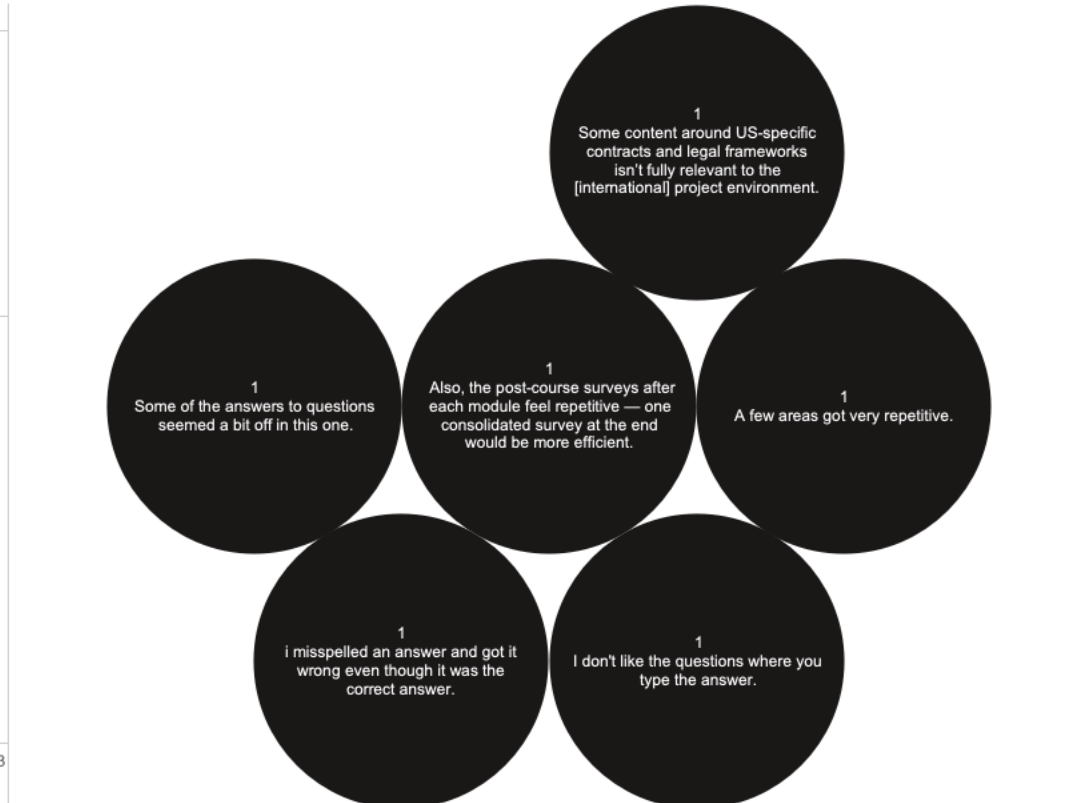 1
Some content around US-specific
contracts and legal frameworks
isn't fully relevant to the
[international] project environment.
1
Some of the answers to questions
seemed a bit off in this one.
1
Also, the post-course surveys after
each module feel repetitive — one
consolidated survey at the end
would be more efficient.
1
A few areas got very repetitive.
1
i misspelled an answer and got it
wrong even though it was the
correct answer.
1
I don't like the questions where you
type the answer.